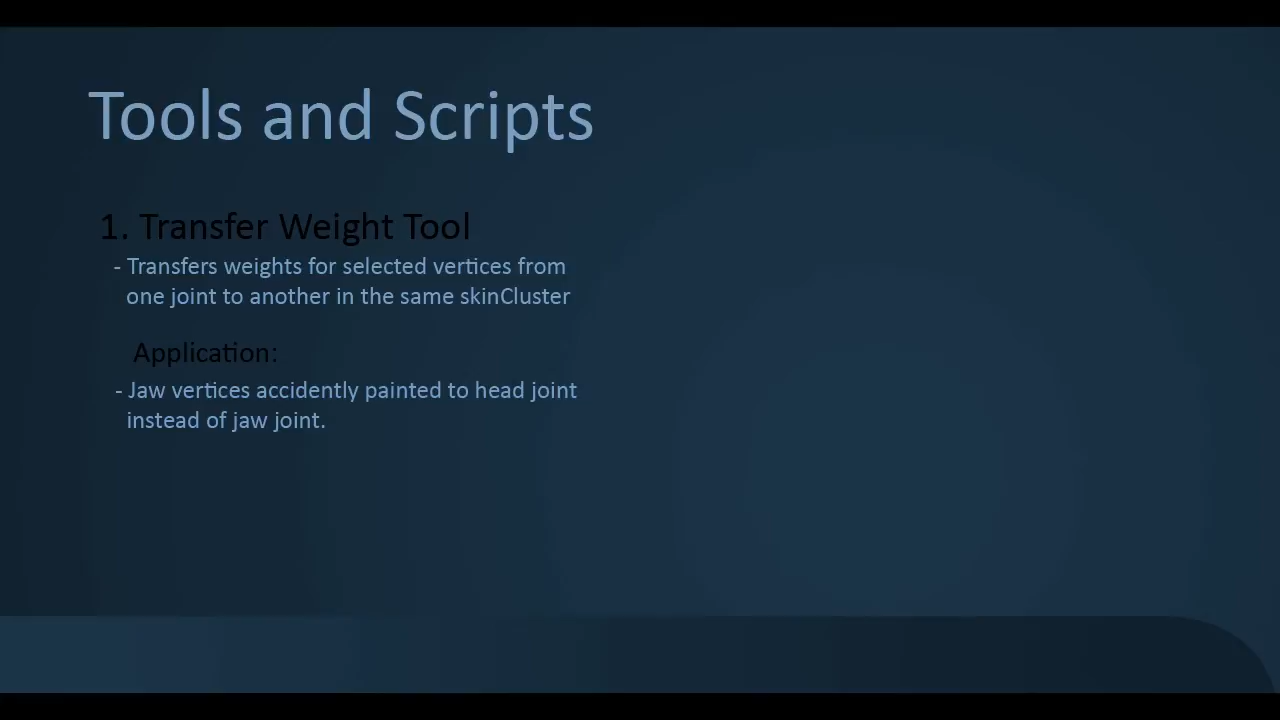 Tools and Scripts
1. Transfer Weight Tool
- Transfers weights for selected vertices from
one joint to another in the same skinCluster
Application:
- Jaw vertices accidently painted to head joint
instead of jaw joint.